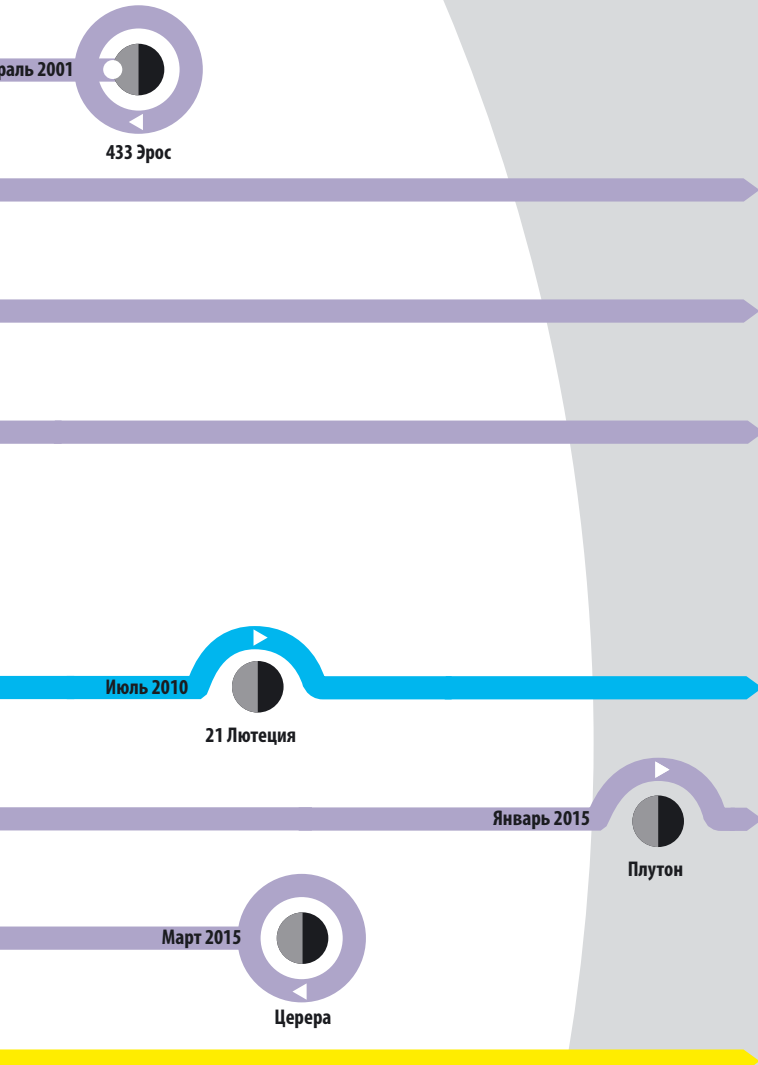 раль 2001
433 Эрос
Июль 2010
21 Лютеция
Январь 2015
Плутон
Март 2015
Церера